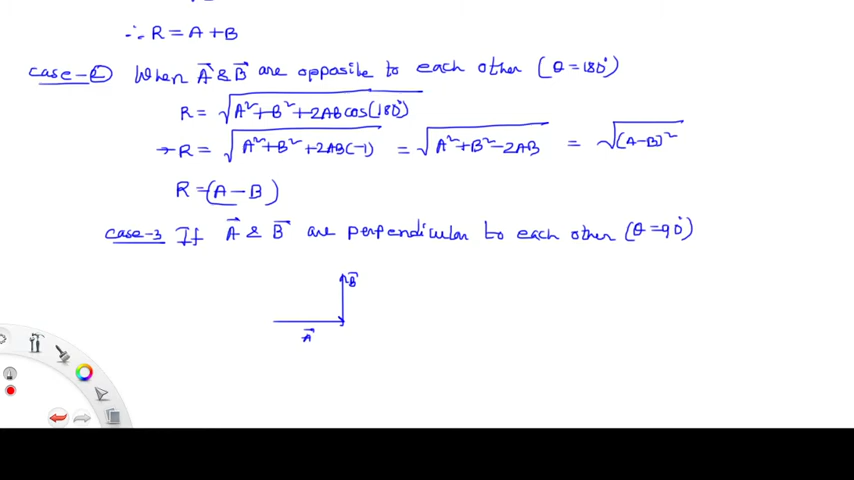 ∴ R = A + B
Case-2 When A⃗ & B⃗ are opposite to each other (θ = 180°)
R = √(A² + B² + 2AB cos(180°))
→ R = √(A² + B² + 2AB(-1)) = √(A² + B² - 2AB) = √((A-B)²)
R = (A - B)
Case-3 If A⃗ & B⃗ are perpendicular to each other (θ = 90°)
B⃗
A⃗